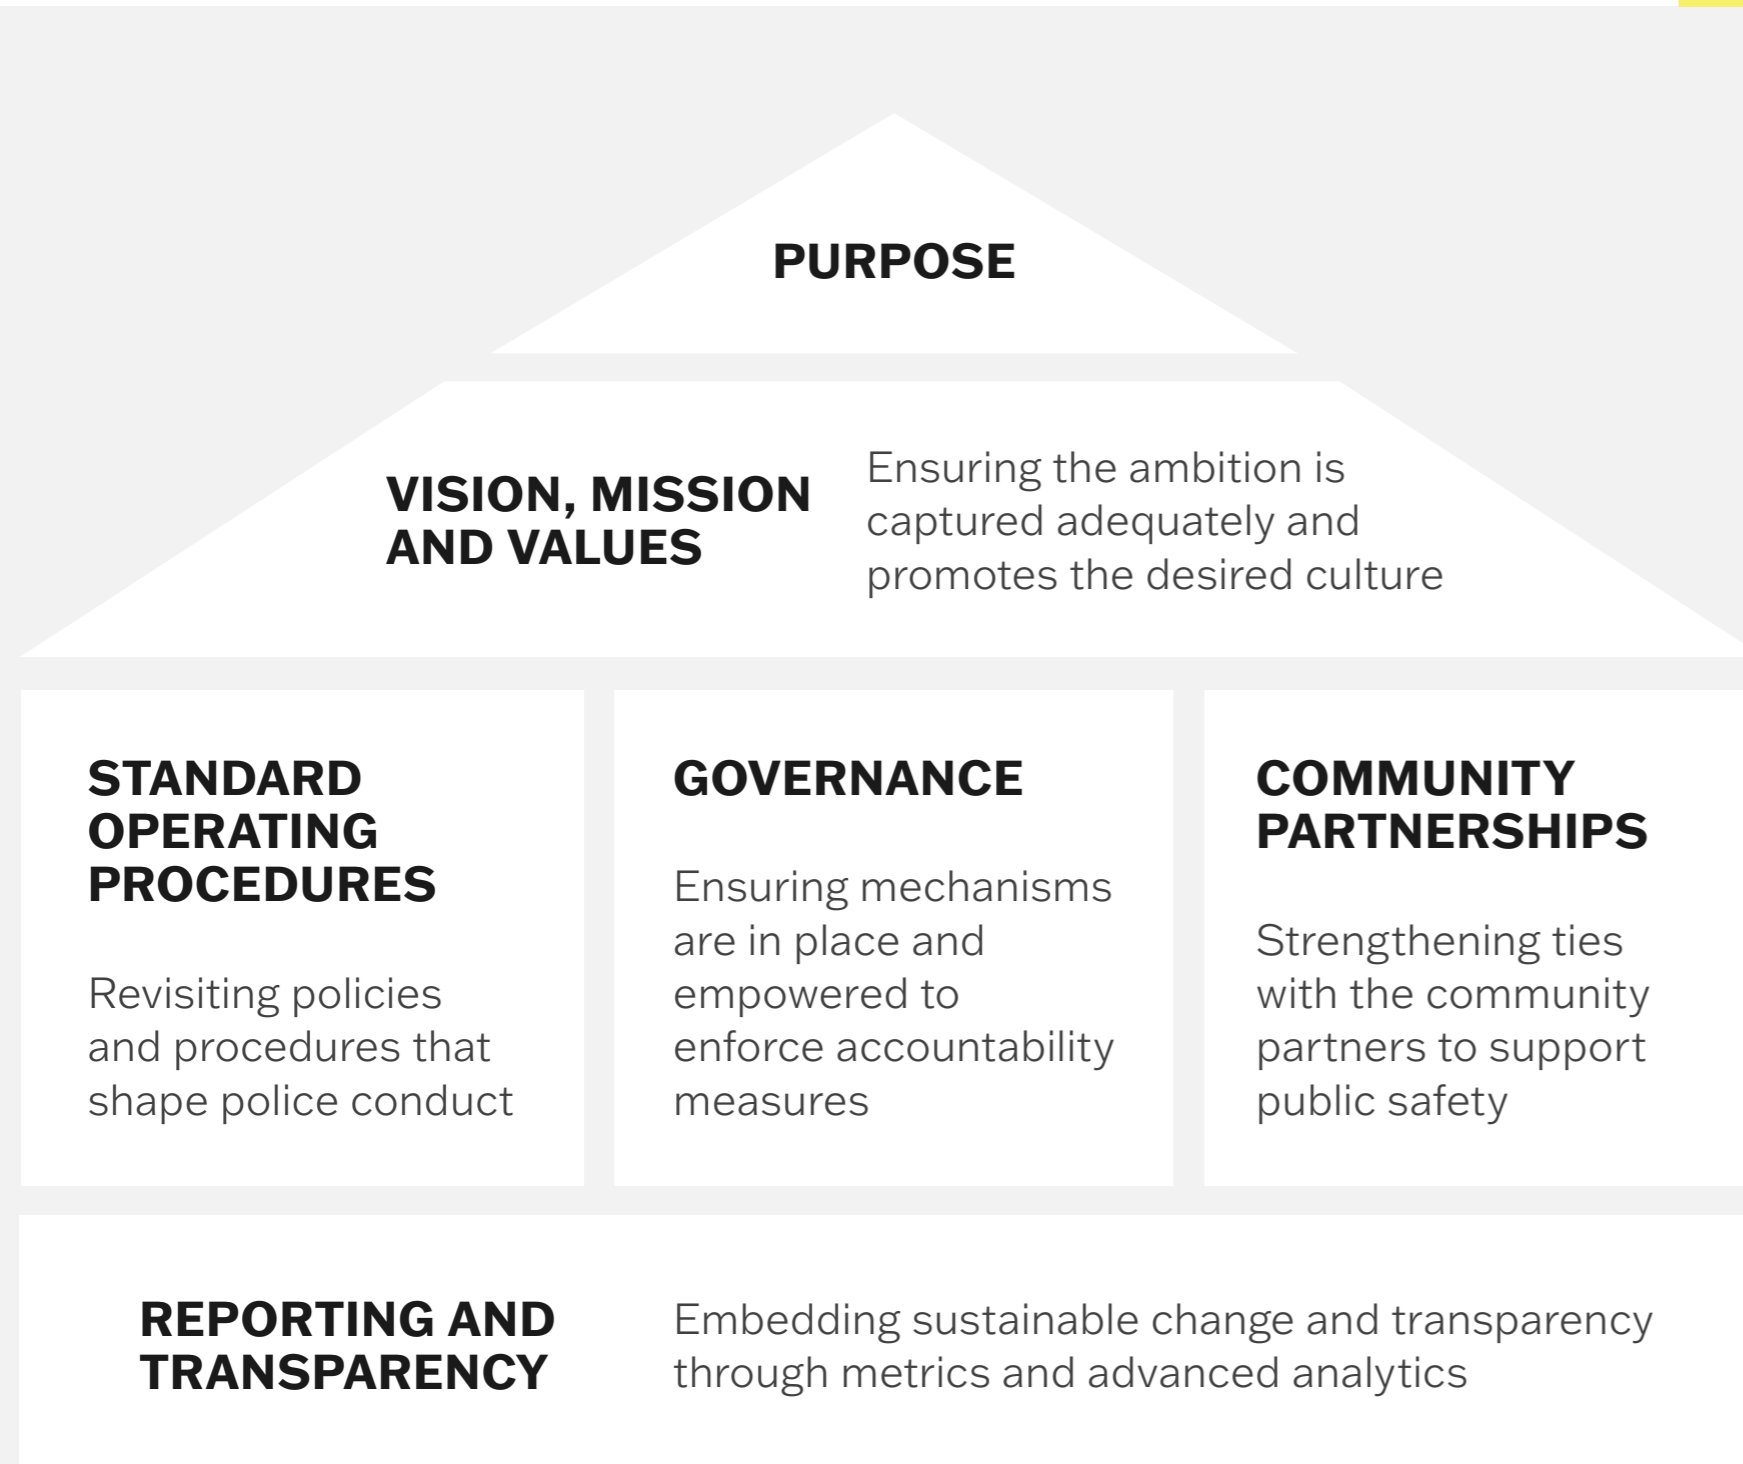 PURPOSE
VISION, MISSION
AND VALUES
Ensuring the ambition is
captured adequately and
promotes the desired culture
STANDARD
OPERATING
PROCEDURES
Revisiting policies
and procedures that
shape police conduct
GOVERNANCE
Ensuring mechanisms
are in place and
empowered to
enforce accountability
measures
COMMUNITY
PARTNERSHIPS
Strengthening ties
with the community
partners to support
public safety
REPORTING AND
TRANSPARENCY
Embedding sustainable change and transparency
through metrics and advanced analytics